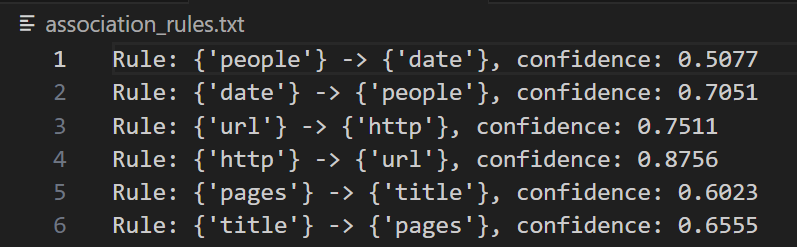 association_rules.txt
1 Rule: {'people'} -> {'date'}, confidence: 0.5077
2 Rule: {'date'} -> {'people'}, confidence: 0.7051
3 Rule: {'url'} -> {'http'}, confidence: 0.7511
4 Rule: {'http'} -> {'url'}, confidence: 0.8756
5 Rule: {'pages'} -> {'title'}, confidence: 0.6023
6 Rule: {'title'} -> {'pages'}, confidence: 0.6555